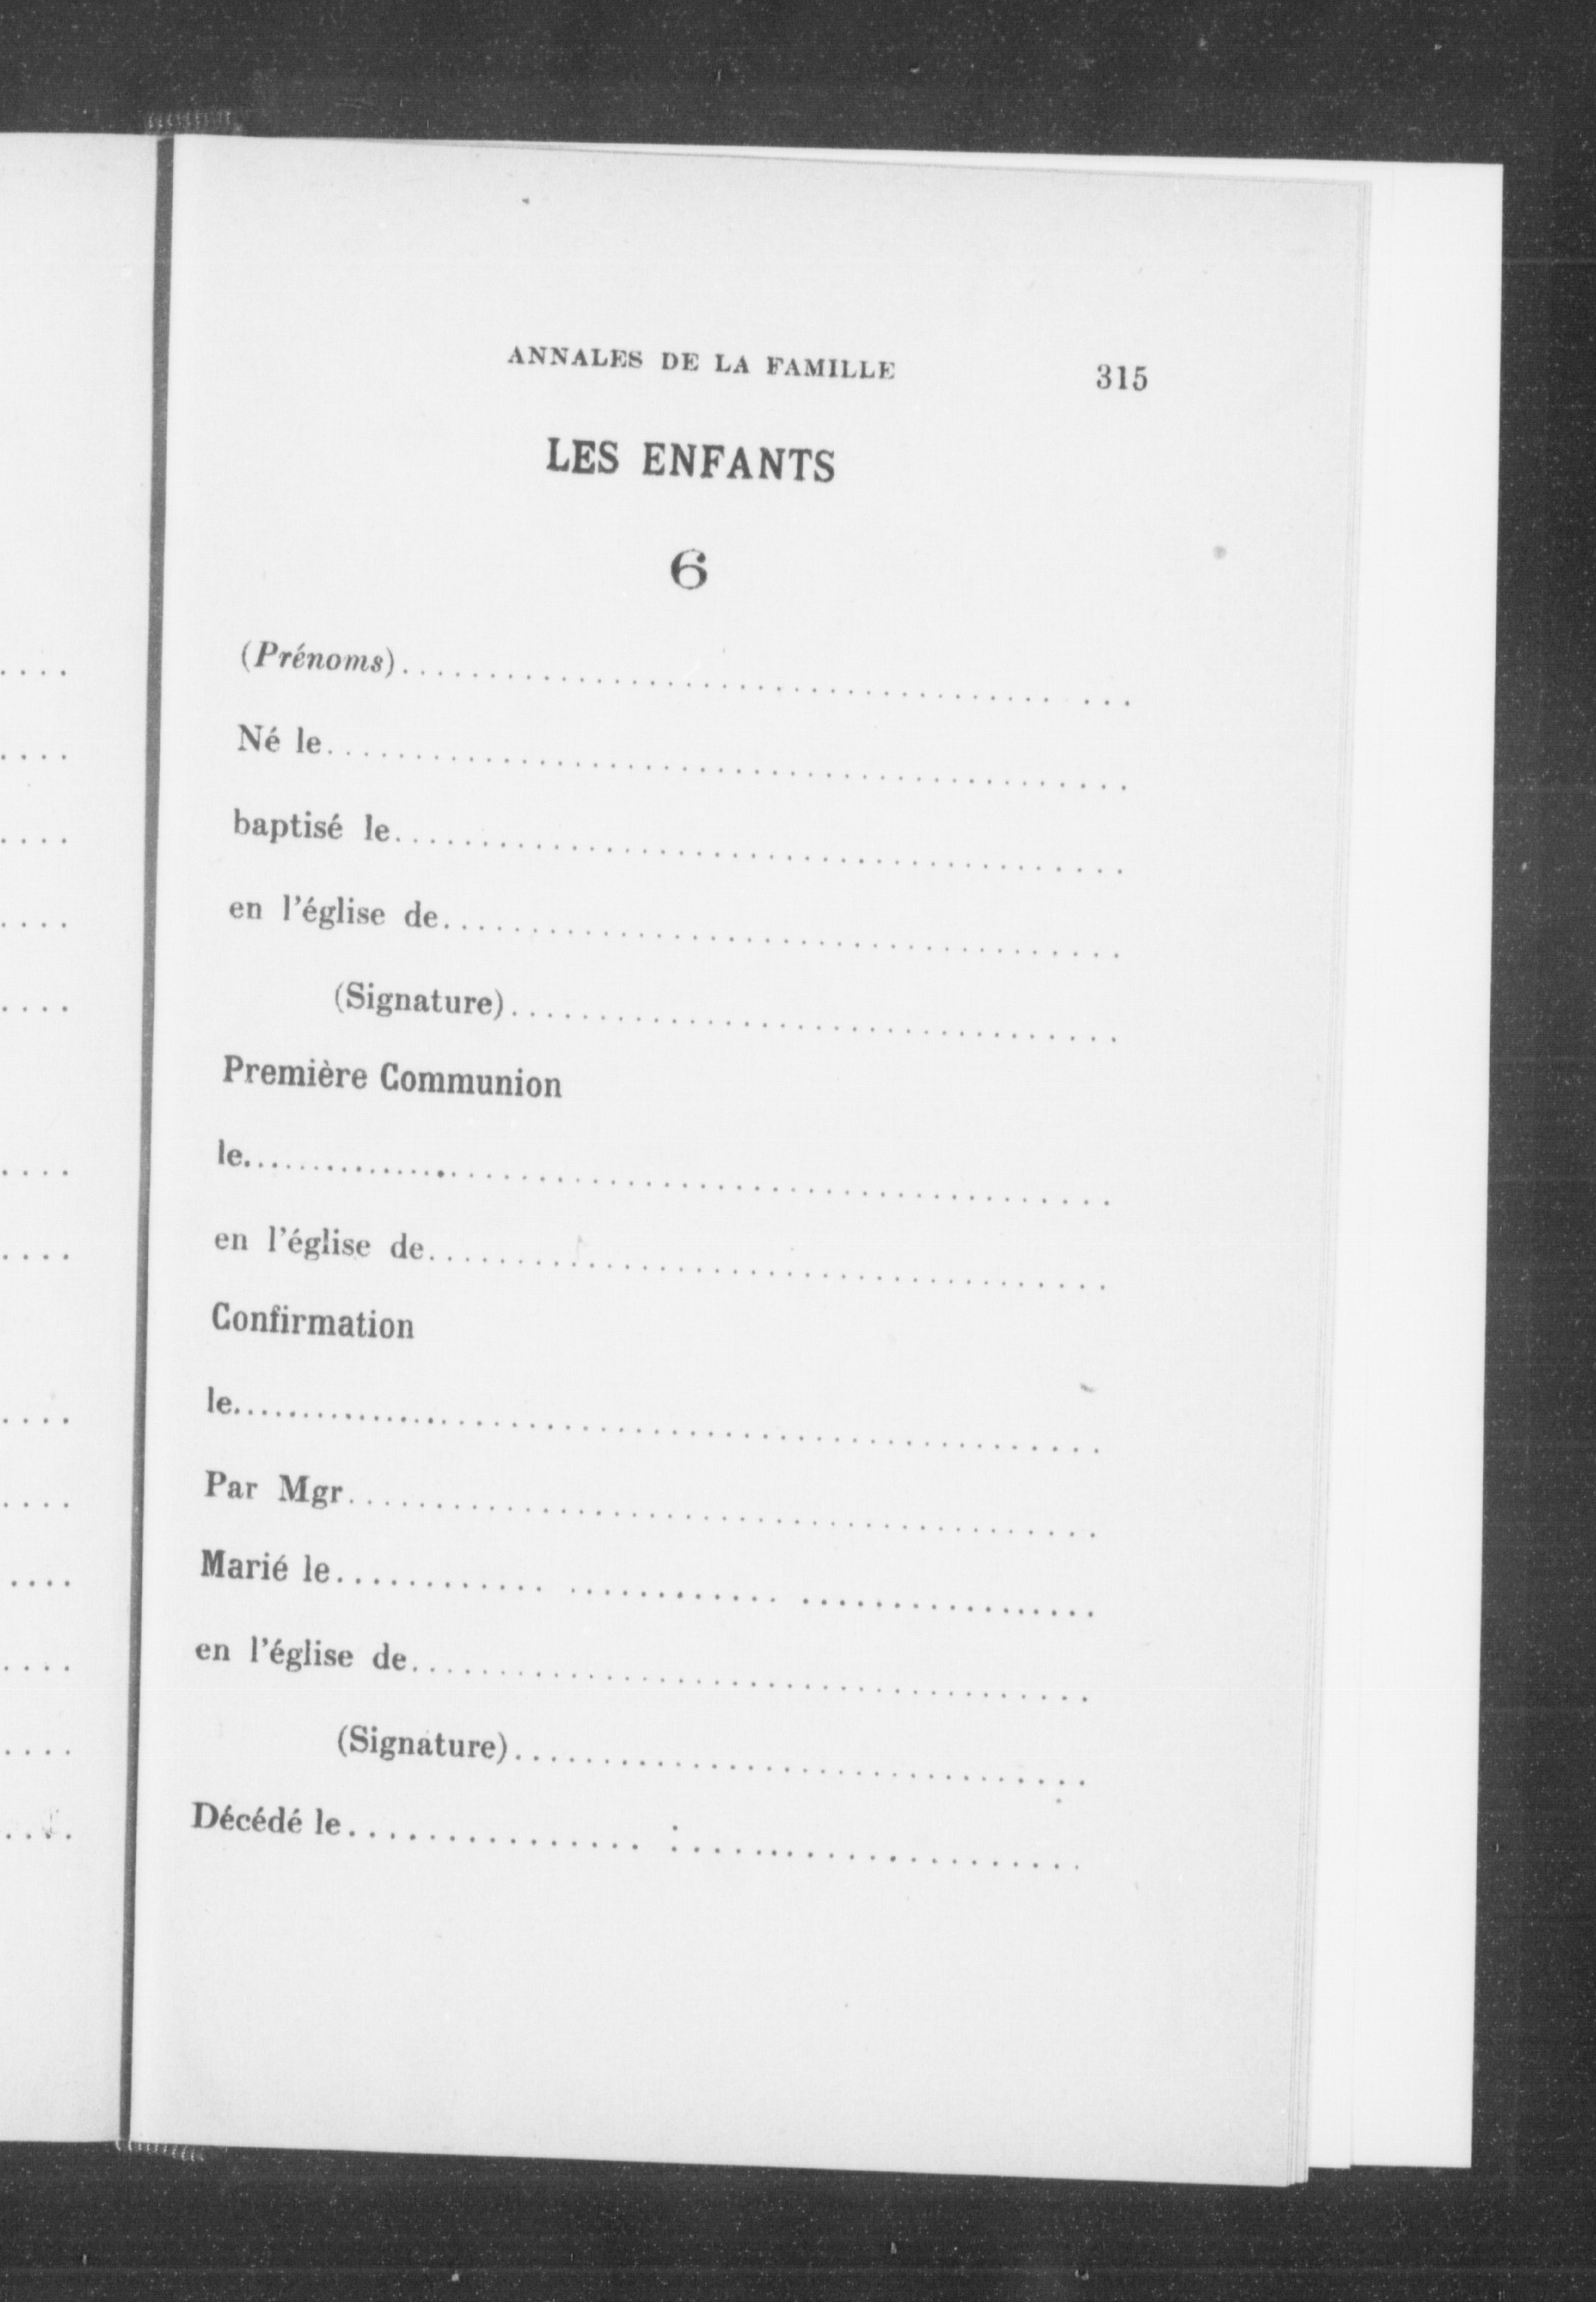 ANNALES DE LA FAMILLE 315
LES ENFANTS
6
(Prénoms)........................................
Né le........................................
baptisé le........................................
en l'église de........................................
(Signature)........................................
Première Communion
le........................................
en l'église de........................................
Confirmation
le........................................
Par Mgr........................................
Marié le........................................
en l'église de........................................
(Signature)........................................
Décédé le........................................